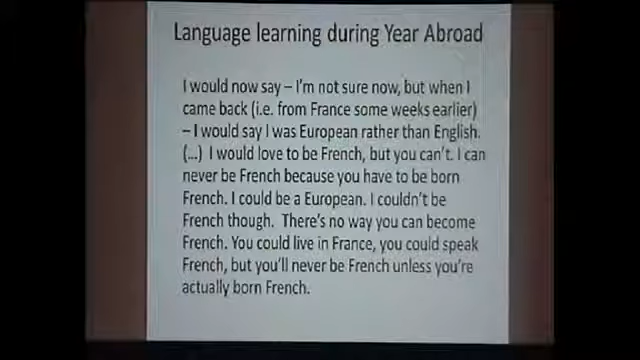 Language learning during Year Abroad
I would now say – I'm not sure now, but when I
came back (i.e. from France some weeks earlier)
– I would say I was European rather than English.
(...) I would love to be French, but you can't. I can
never be French because you have to be born
French. I could be a European. I couldn't be
French though.  There's no way you can become
French. You could live in France, you could speak
French, but you'll never be French unless you're
actually born French.